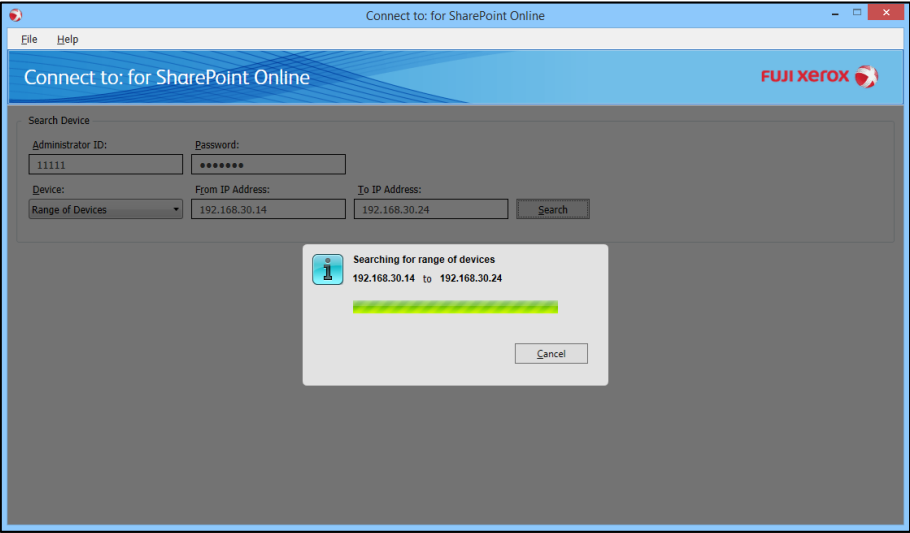 Connect to: for SharePoint Online
File Help
Connect to: for SharePoint Online
FUJI xerox
Search Device
Administrator ID: Password:
11111 ●●●●●●●
Device: From IP Address: To IP Address:
Range of Devices 192.168.30.14 192.168.30.24 Search
Searching for range of devices
192.168.30.14 to 192.168.30.24
Cancel